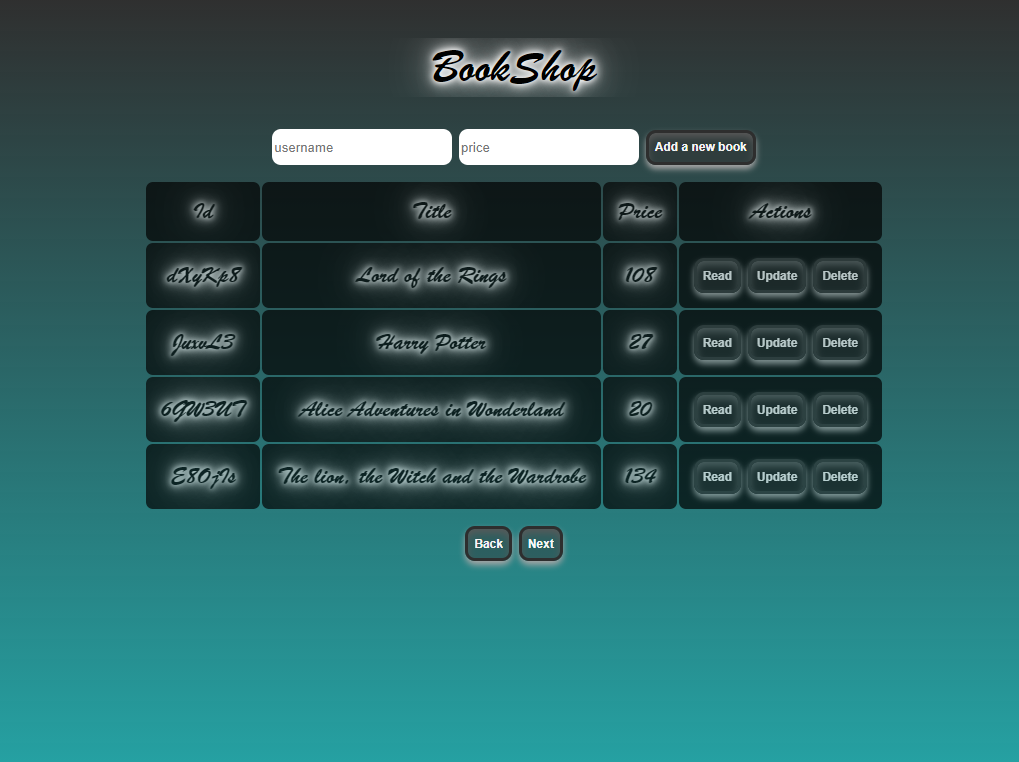 BookShop
username price Add a new book
Id Title Price Actions
dXyKp8 Lord of the Rings 108 Read Update Delete
JuxvL3 Harry Potter 27 Read Update Delete
6GW3UT Alice Adventures in Wonderland 20 Read Update Delete
E8OjIs The lion, the Witch and the Wardrobe 134 Read Update Delete
Back Next